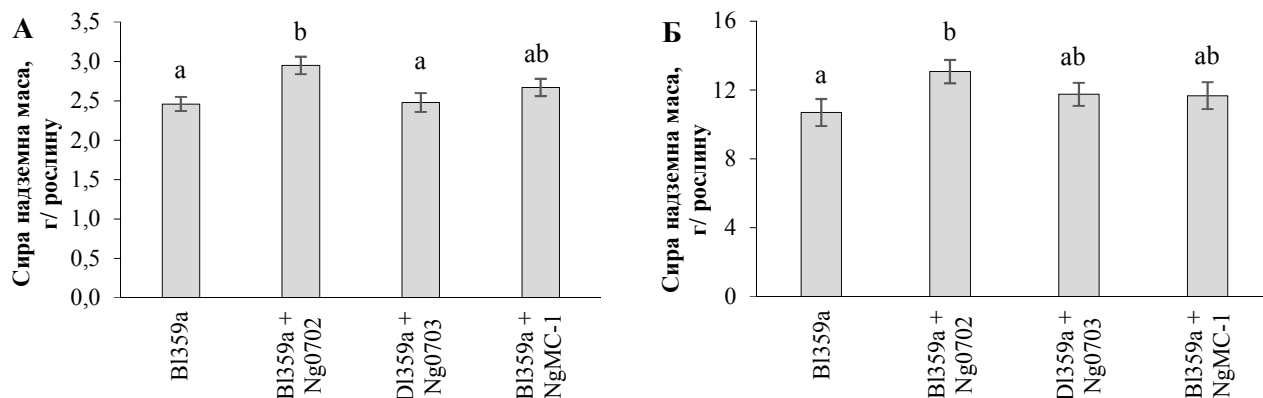 А
Сира надземна маса,
г/ рослину
3,5
3,0
2,5
2,0
1,5
1,0
0,5
0,0
a
b
a
ab
Bl359a
Bl359a +
Ng0702
Dl359a +
Ng0703
Bl359a +
NgMC-1
Б
Сира надземна маса,
г/ рослину
16
12
8
4
0
a
b
ab
ab
Bl359a
Bl359a +
Ng0702
Dl359a +
Ng0703
Bl359a +
NgMC-1